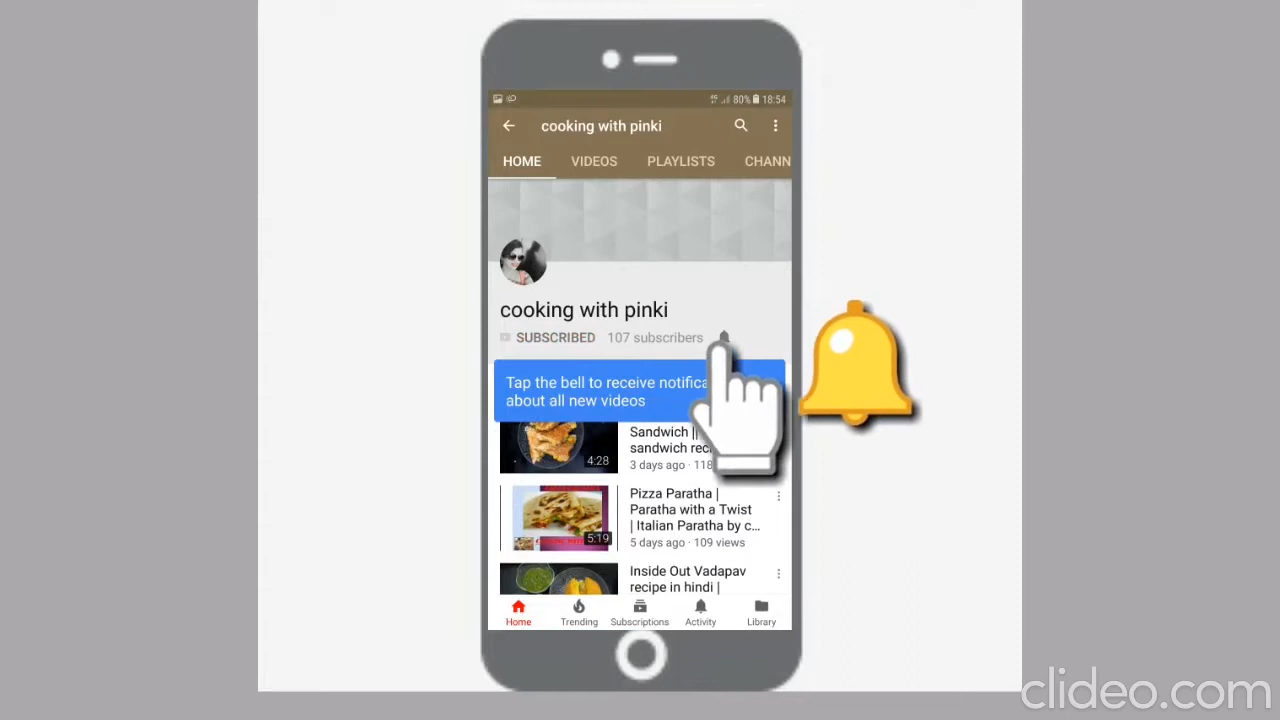 80% 18:54
cooking with pinki
HOME VIDEOS PLAYLISTS CHANN
cooking with pinki
SUBSCRIBED 107 subscribers
Tap the bell to receive notifica
about all new videos
Sandwich ||
sandwich reci
4:28
3 days ago · 118
Pizza Paratha |
Paratha with a Twist
| Italian Paratha by c...
5:19
5 days ago · 109 views
Inside Out Vadapav
recipe in hindi |
Home Trending Subscriptions Activity Library
clideo.com